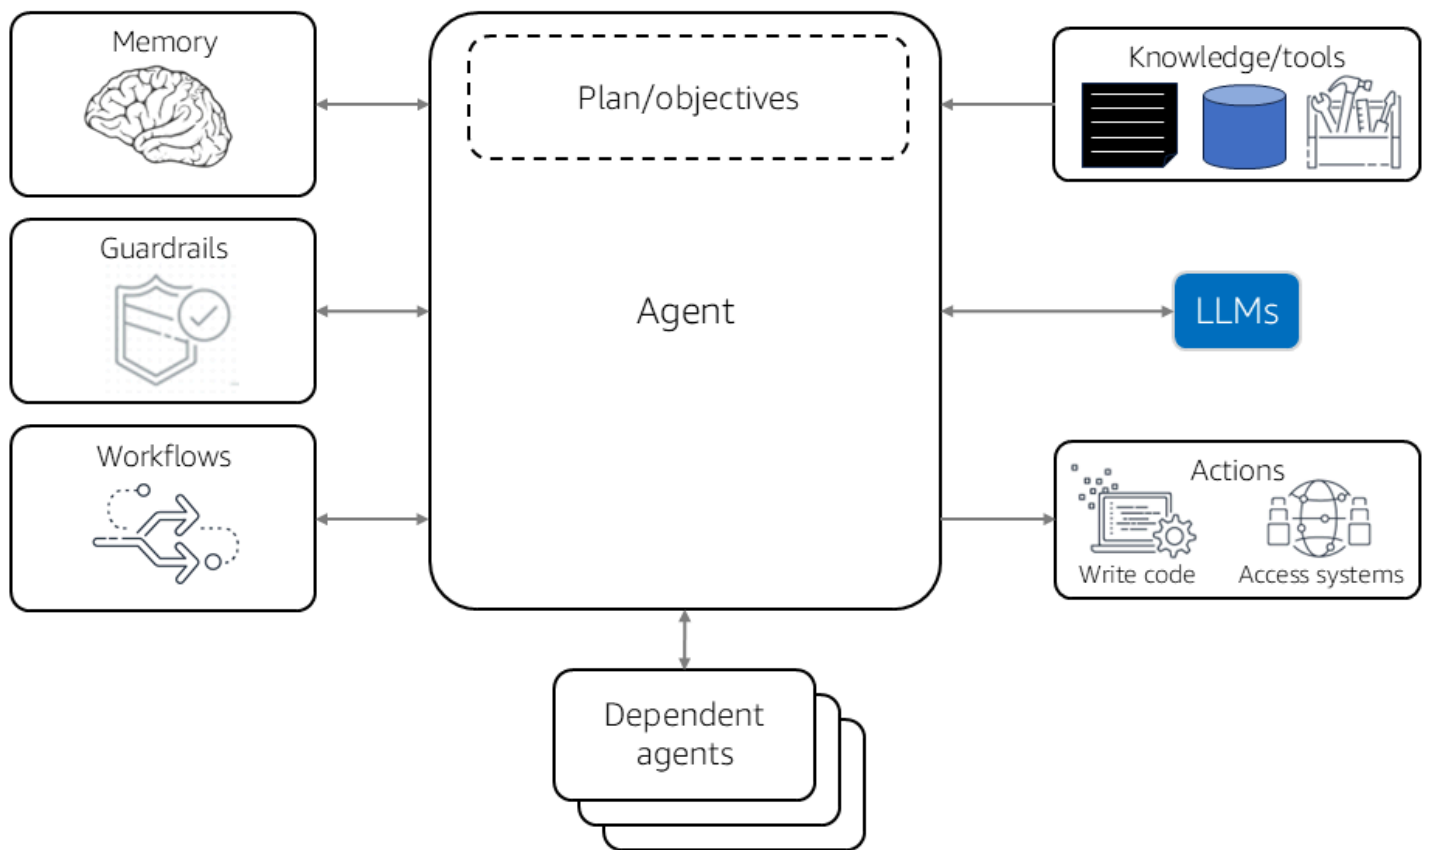 Memory
Plan/objectives
Knowledge/tools
Guardrails
Agent
LLMs
Workflows
Actions
Write code
Access systems
Dependent
agents